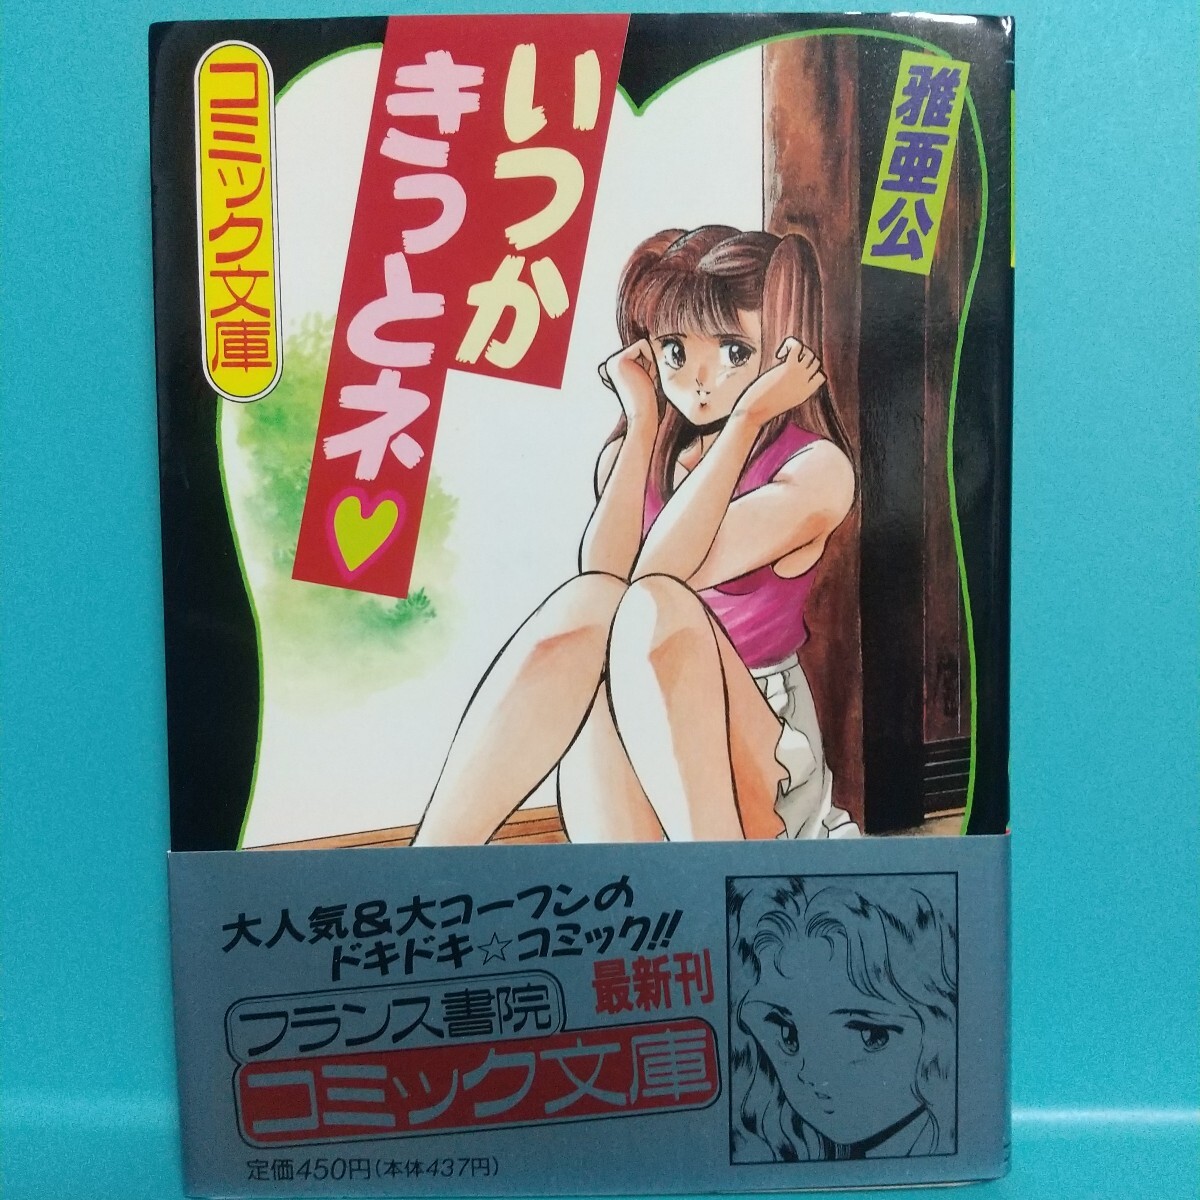 いつか
きっとネ♡
雅亜公
コミック文庫
大人気&大コーフンの
ドキドキ☆コミック!!
最新刊
フランス書院
コミック文庫
定価450円(本体437円)